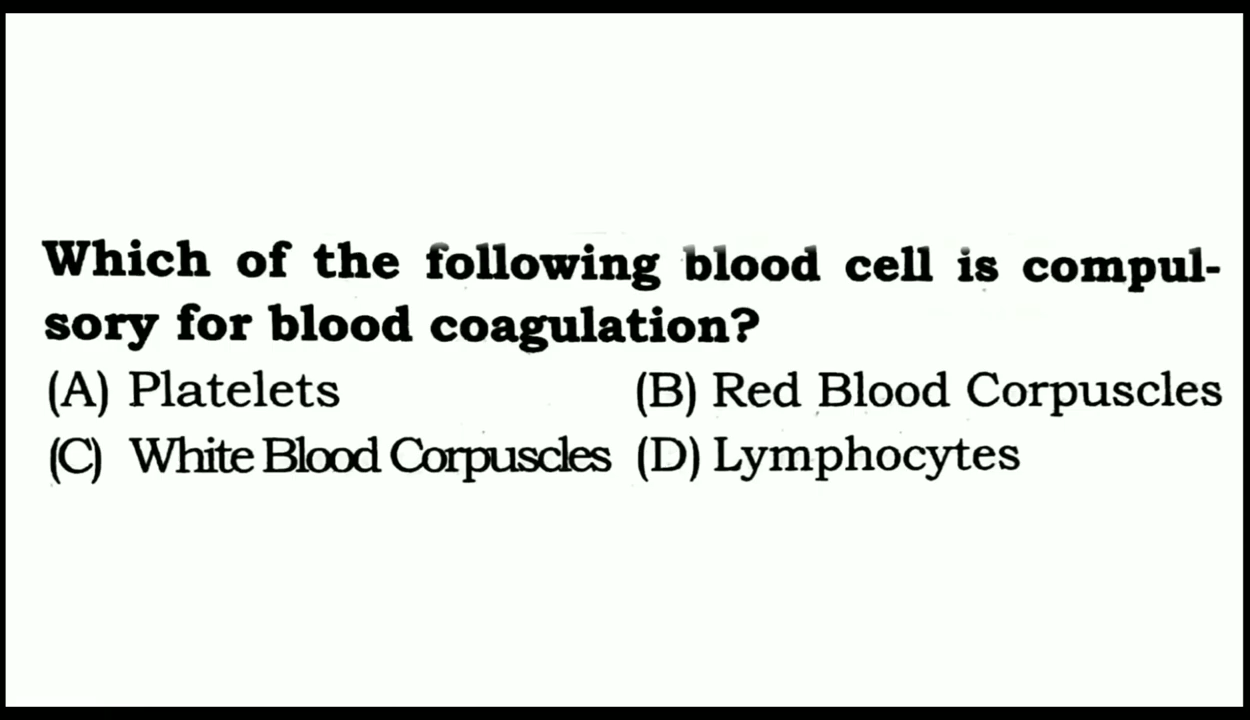 Which of the following blood cell is compul-
sory for blood coagulation?
(A) Platelets (B) Red Blood Corpuscles
(C) White Blood Corpuscles (D) Lymphocytes